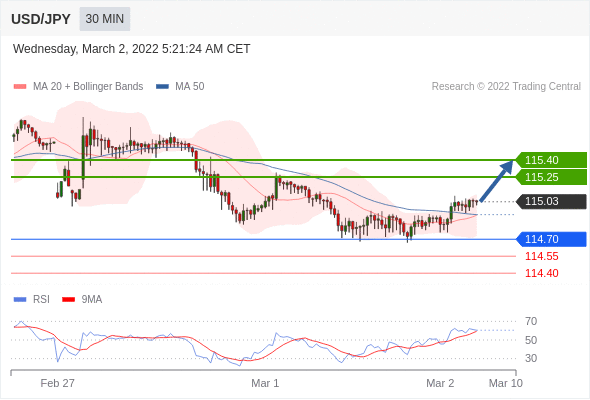 USD/JPY 30 MIN
Wednesday, March 2, 2022 5:21:24 AM CET
MA 20 + Bollinger Bands MA 50 Research © 2022 Trading Central
115.40
115.25
115.03
114.70
114.55
114.40
RSI 9MA
70
50
30
Feb 27 Mar 1 Mar 2 Mar 10